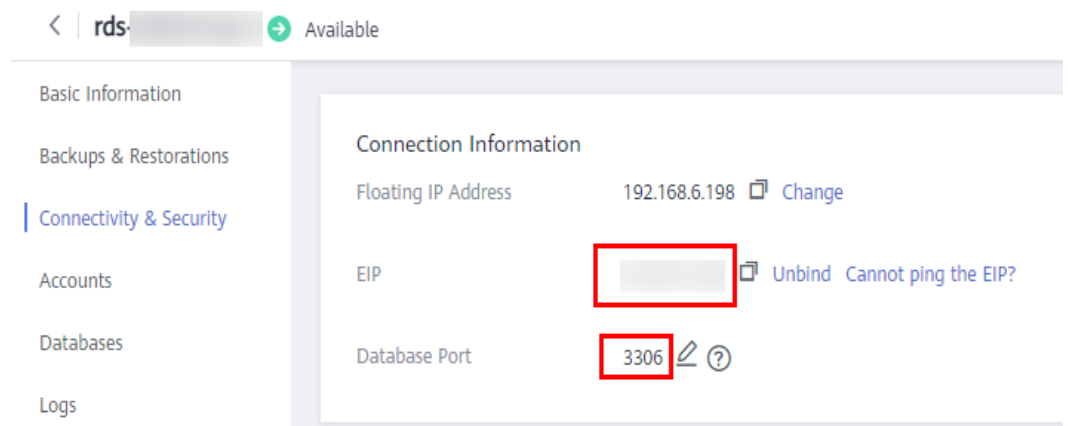 rds- Available
Basic Information
Backups & Restorations
Connectivity & Security
Accounts
Databases
Logs
Connection Information
Floating IP Address 192.168.6.198 Change
EIP Unbind Cannot ping the EIP?
Database Port 3306